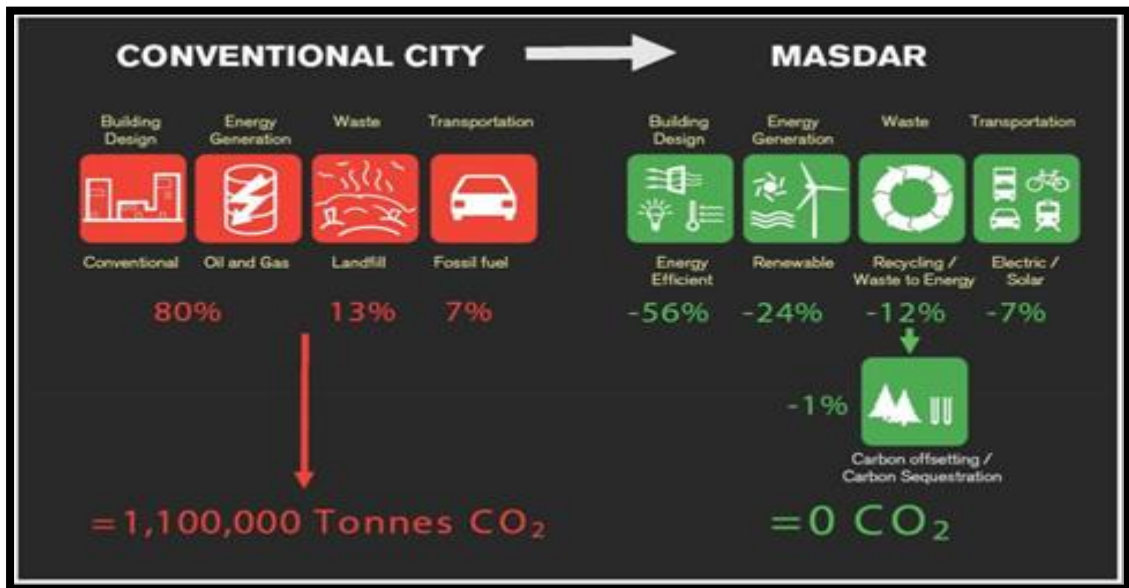 CONVENTIONAL CITY
MASDAR
Building
Design
Energy
Generation
Waste
Transportation
Conventional
Oil and Gas
Landfill
Fossil fuel
80%
13%
7%
=1,100,000 Tonnes CO₂
Building
Design
Energy
Generation
Waste
Transportation
Energy
Efficient
Renewable
Recycling /
Waste to Energy
Electric /
Solar
-56%
-24%
-12%
-7%
-1%
Carbon offsetting /
Carbon Sequestration
=0 CO₂